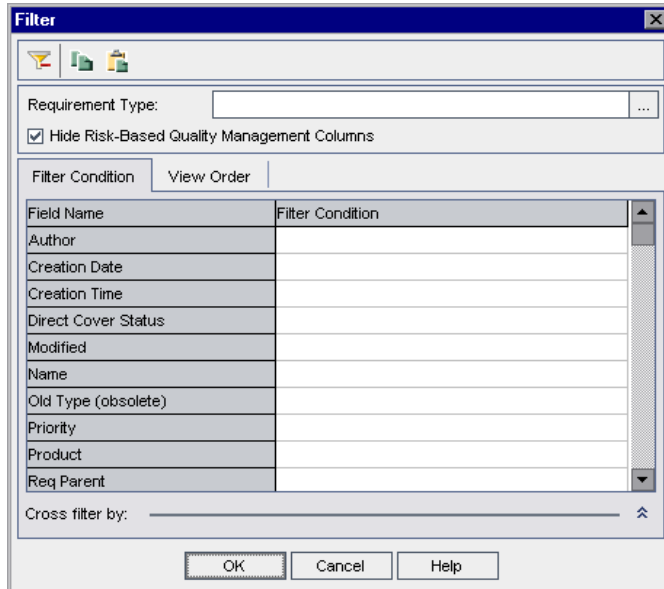 Filter
Requirement Type:
...
Hide Risk-Based Quality Management Columns
Filter Condition View Order
Field Name Filter Condition
Author
Creation Date
Creation Time
Direct Cover Status
Modified
Name
Old Type (obsolete)
Priority
Product
Req Parent
Cross filter by:
OK Cancel Help